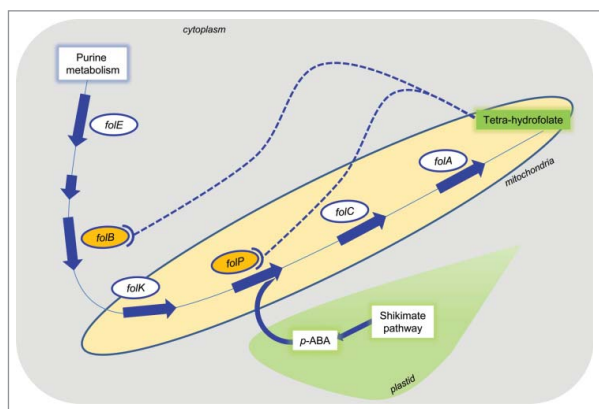 cytoplasm
Purine
metabolism
folE
Tetra-hydrofolate
folA
mitochondria
folC
folB
folP
folK
Shikimate
pathway
p-ABA
plastid